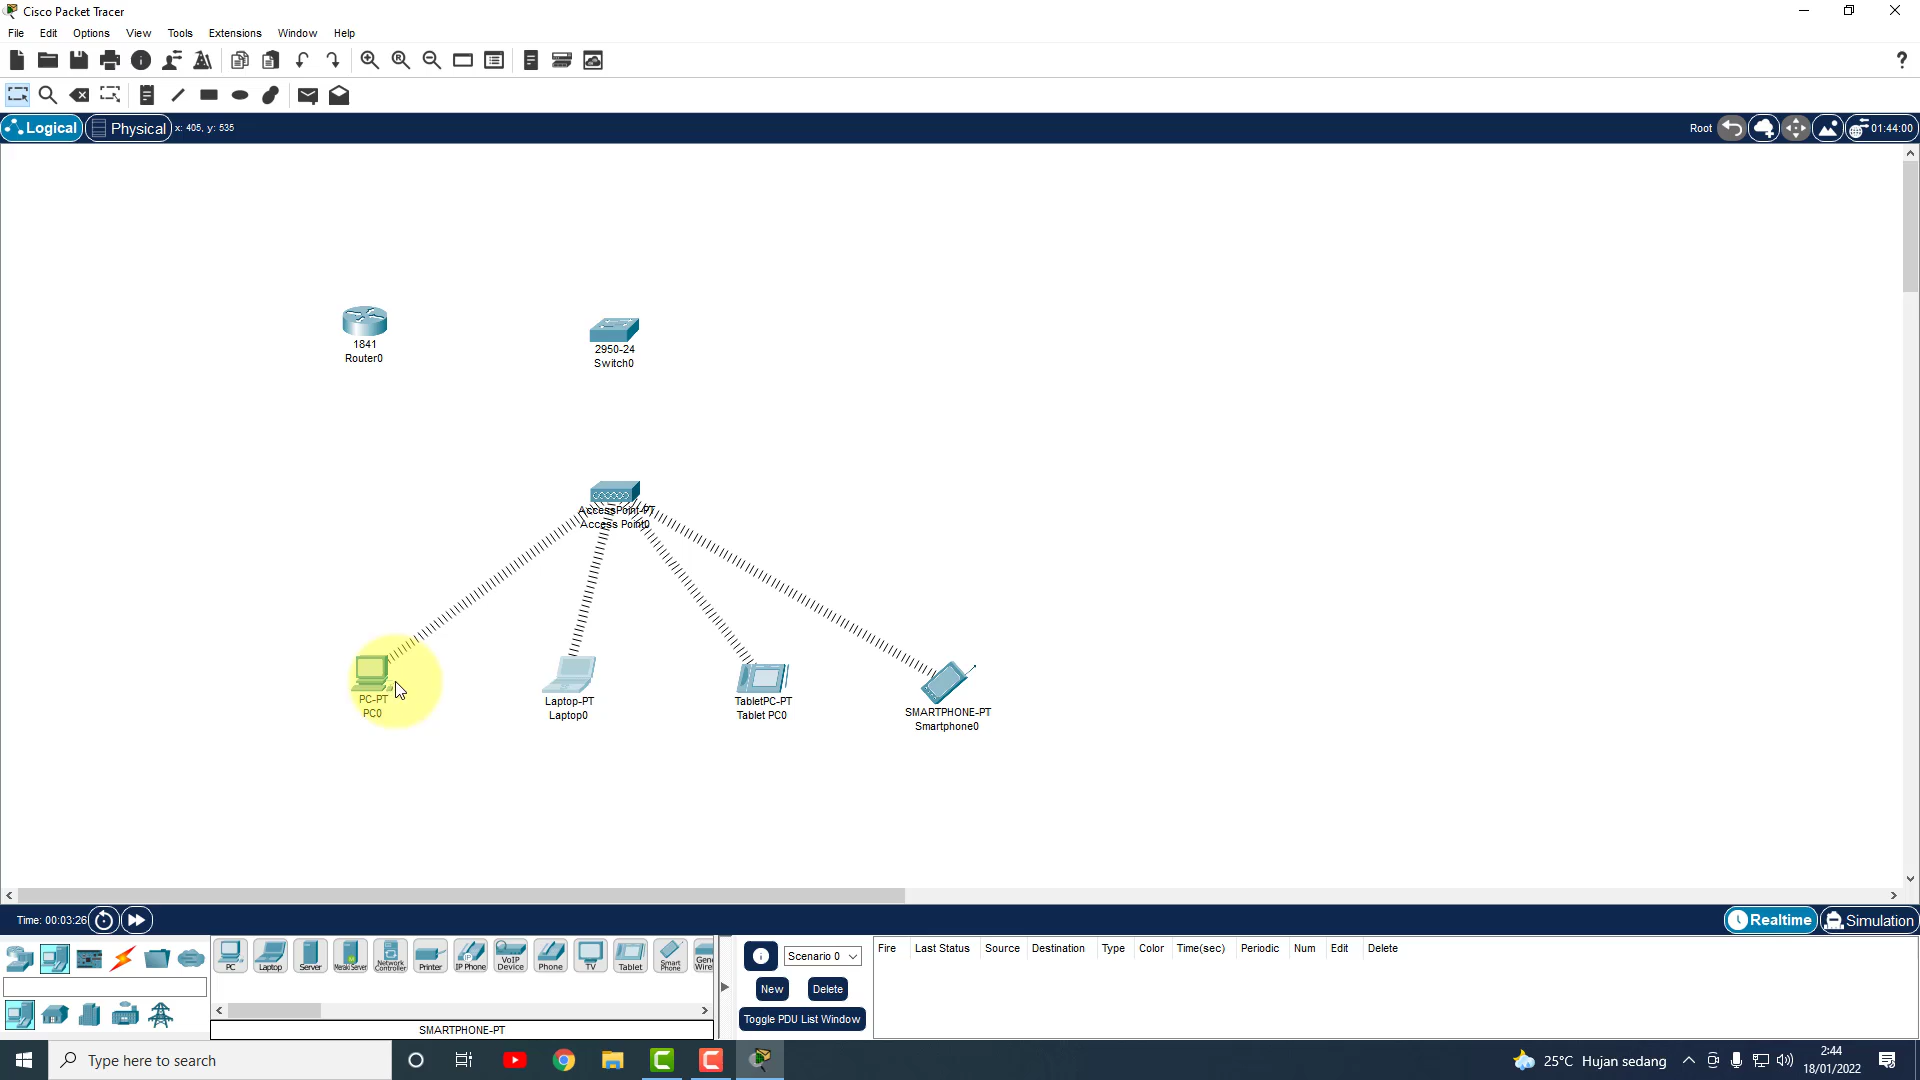 Cisco Packet Tracer
File Edit Options View Tools Extensions Window Help
?
Logical Physical x: 405, y: 535 Root 01:44:00
1841
Router0
2950-24
Switch0
AccessPoint-PT
Access Point0
PC-PT
PC0
Laptop-PT
Laptop0
TabletPC-PT
Tablet PC0
SMARTPHONE-PT
Smartphone0
Time: 00:03:26 Realtime Simulation
PC Laptop Server Meraki Server Network Controller Printer IP Phone VoIP Device Phone TV Tablet Smart Phone
SMARTPHONE-PT
Scenario 0
New Delete
Toggle PDU List Window
Fire Last Status Source Destination Type Color Time(sec) Periodic Num Edit Delete
Type here to search
25°C Hujan sedang
2:44
18/01/2022